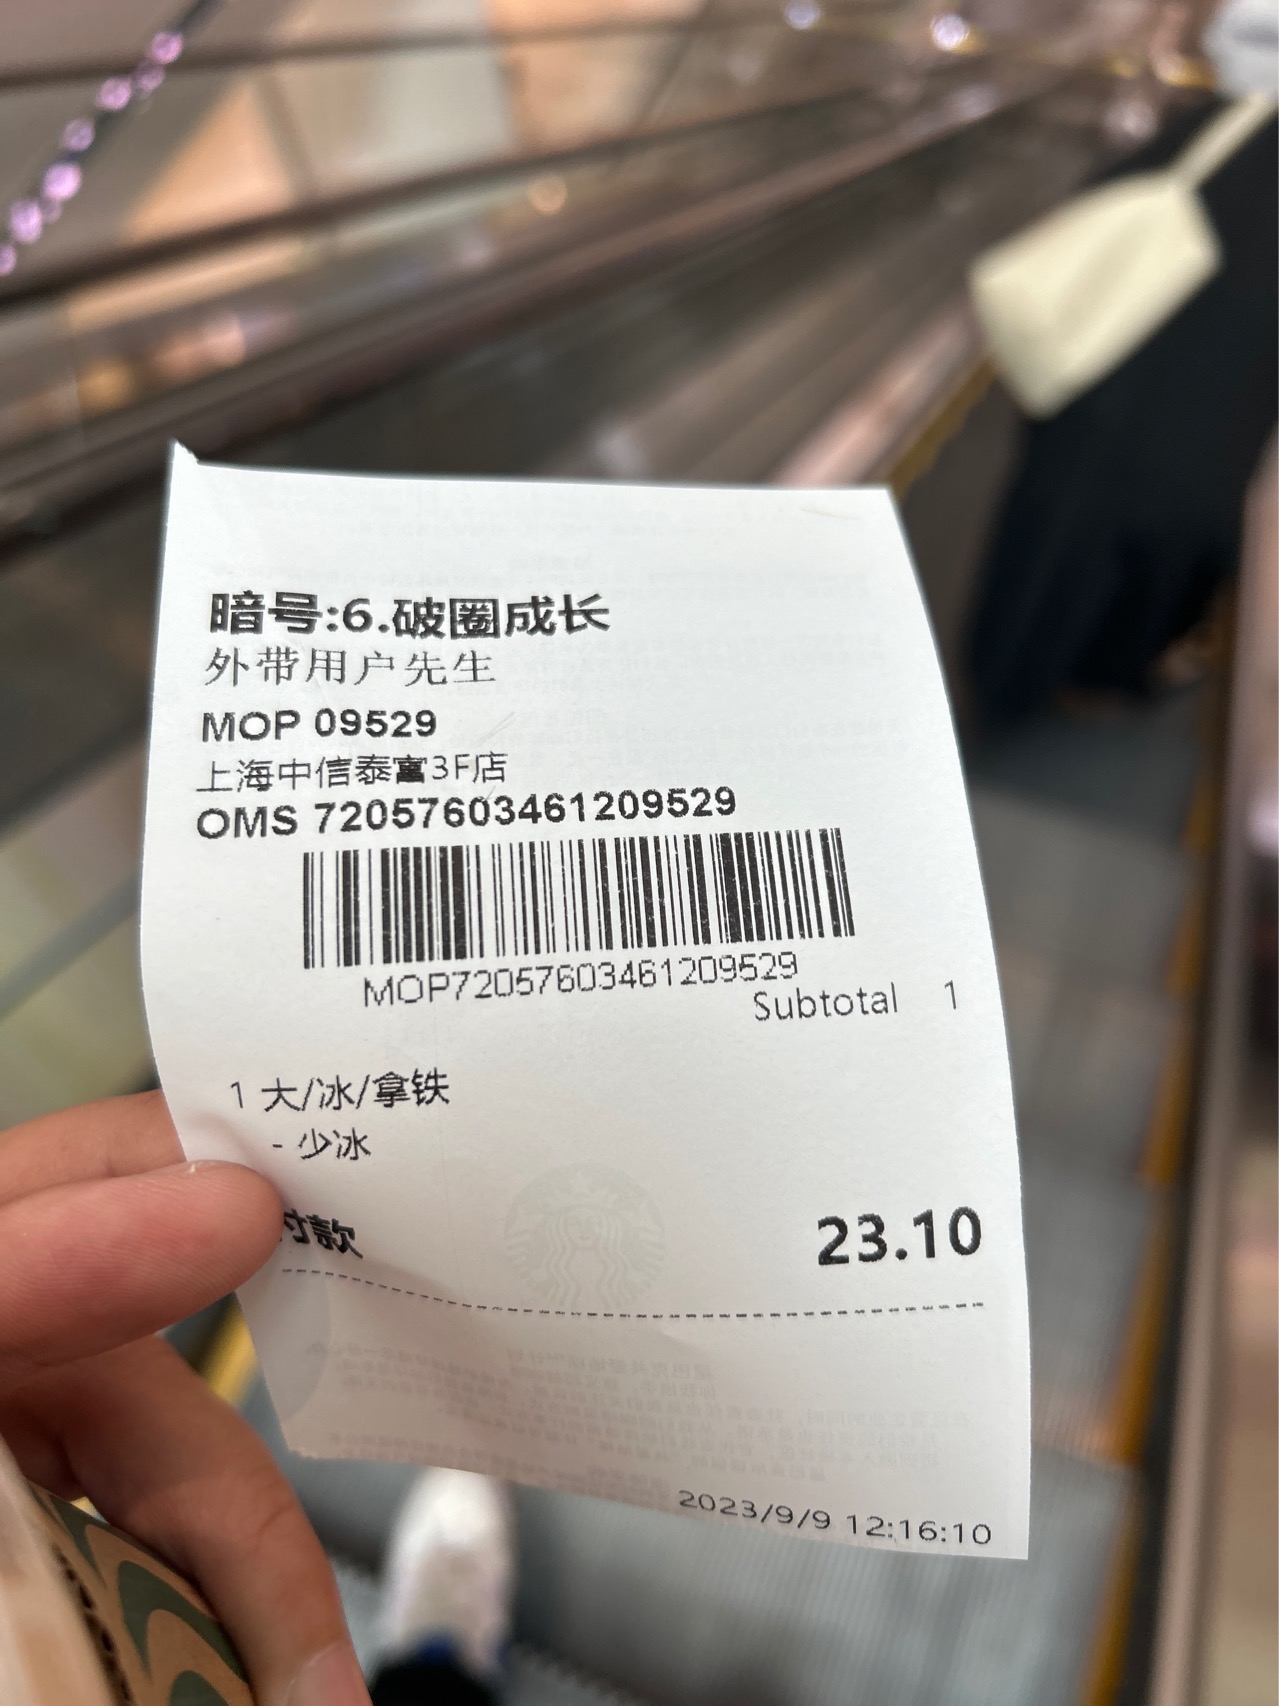 暗号:6.破圈成长
外带用户先生
MOP 09529
上海中信泰富3F店
OMS 72057603461209529
MOP72057603461209529
Subtotal 1
1 大/冰/拿铁
- 少冰
付款 23.10
2023/9/9 12:16:10